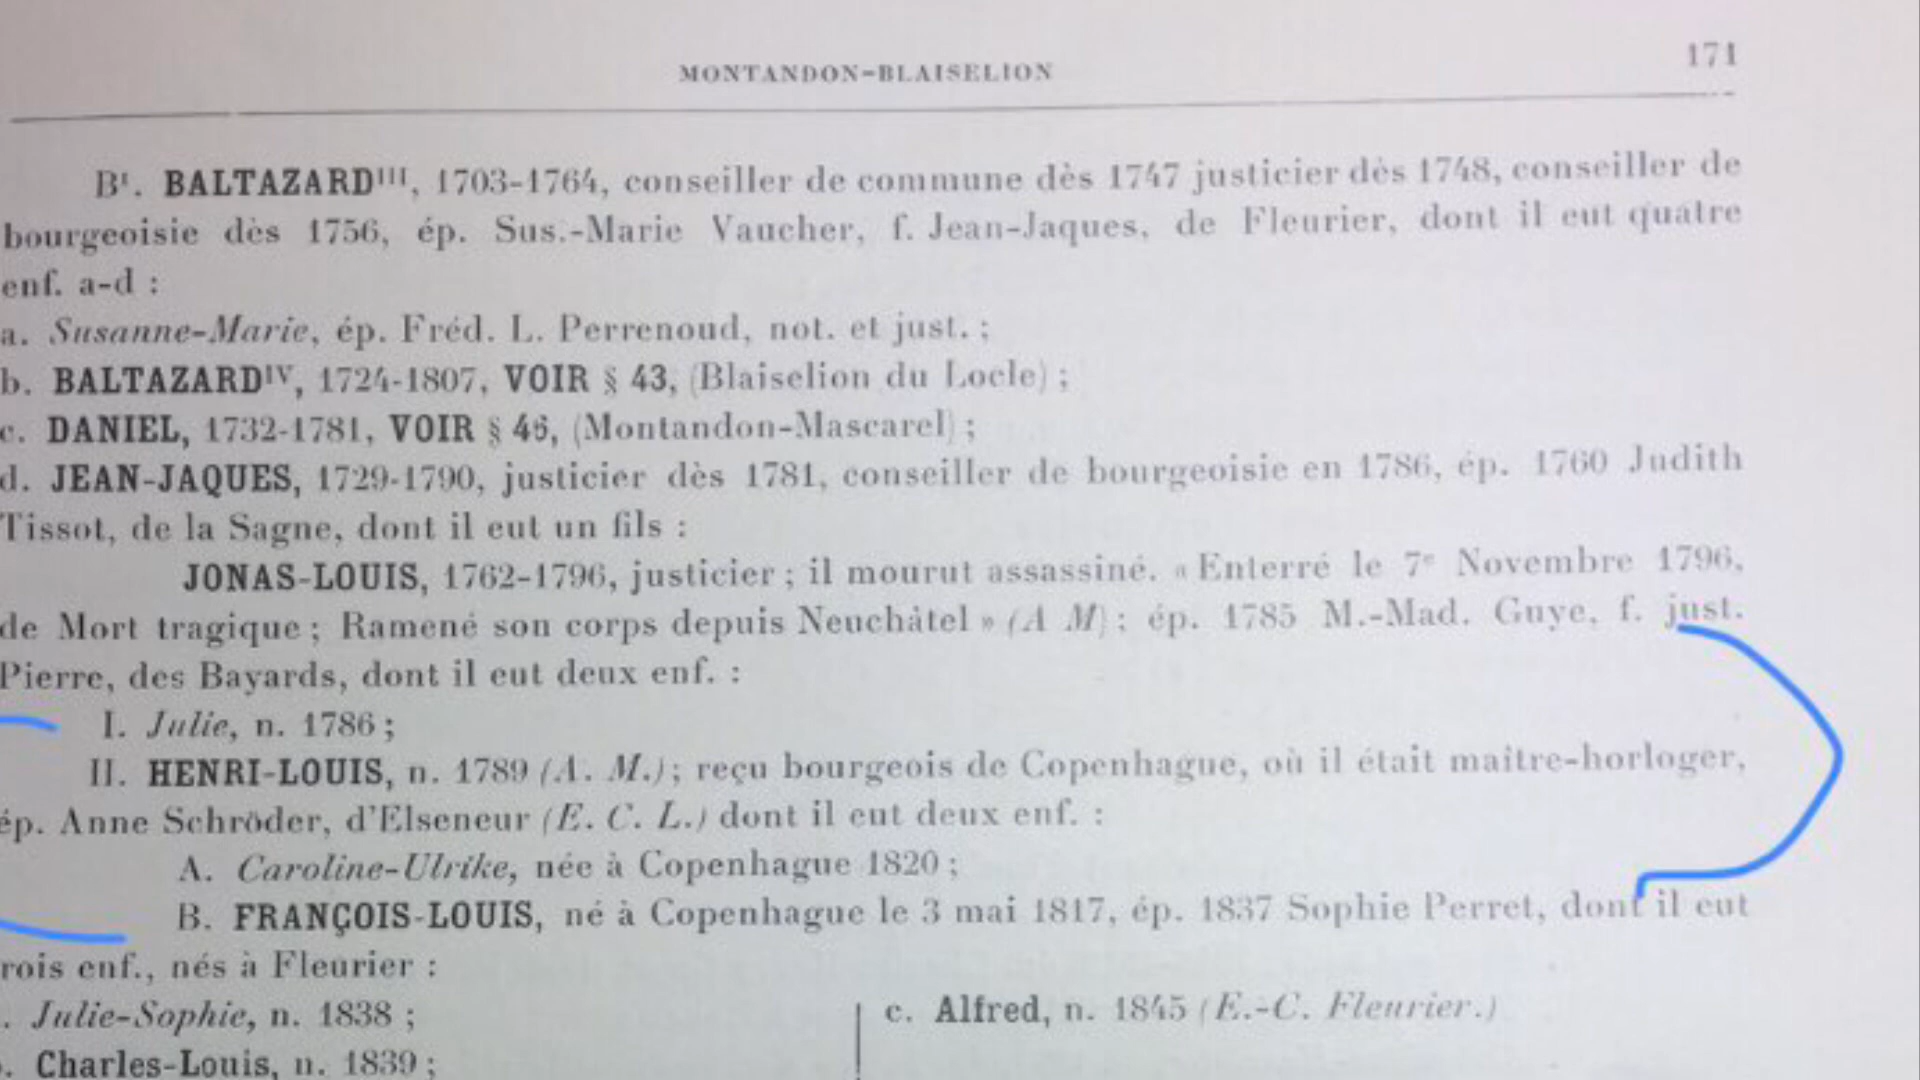 MONTANDON-BLAISELION
171
Bᴵ. BALTAZARDᴵᴵᴵ, 1703-1764, conseiller de commune dès 1747 justicier dès 1748, conseiller de
bourgeoisie dès 1756, ép. Sus.-Marie Vaucher, f. Jean-Jaques, de Fleurier, dont il eut quatre
enf. a-d :
a. Susanne-Marie, ép. Fréd. L. Perrenoud, not. et just. ;
b. BALTAZARDᴵⱽ, 1724-1807, VOIR § 43, (Blaiselion du Locle) ;
c. DANIEL, 1732-1781, VOIR § 46, (Montandon-Mascarel) ;
d. JEAN-JAQUES, 1729-1790, justicier dès 1781, conseiller de bourgeoisie en 1786, ép. 1760 Judith
Tissot, de la Sagne, dont il eut un fils :
JONAS-LOUIS, 1762-1796, justicier ; il mourut assassiné. « Enterré le 7ᵉ Novembre 1796,
de Mort tragique ; Ramené son corps depuis Neuchâtel » (A M) ; ép. 1785 M.-Mad. Guye, f. just.
Pierre, des Bayards, dont il eut deux enf. :
I. Julie, n. 1786 ;
II. HENRI-LOUIS, n. 1789 (A. M.) ; reçu bourgeois de Copenhague, où il était maître-horloger,
ép. Anne Schröder, d'Elseneur (E. C. L.) dont il eut deux enf. :
A. Caroline-Ulrike, née à Copenhague 1820 ;
B. FRANÇOIS-LOUIS, né à Copenhague le 3 mai 1817, ép. 1837 Sophie Perret, dont il eut
rois enf., nés à Fleurier :
. Julie-Sophie, n. 1838 ;
. Charles-Louis, n. 1839 ;
c. Alfred, n. 1845 (E.-C. Fleurier.)